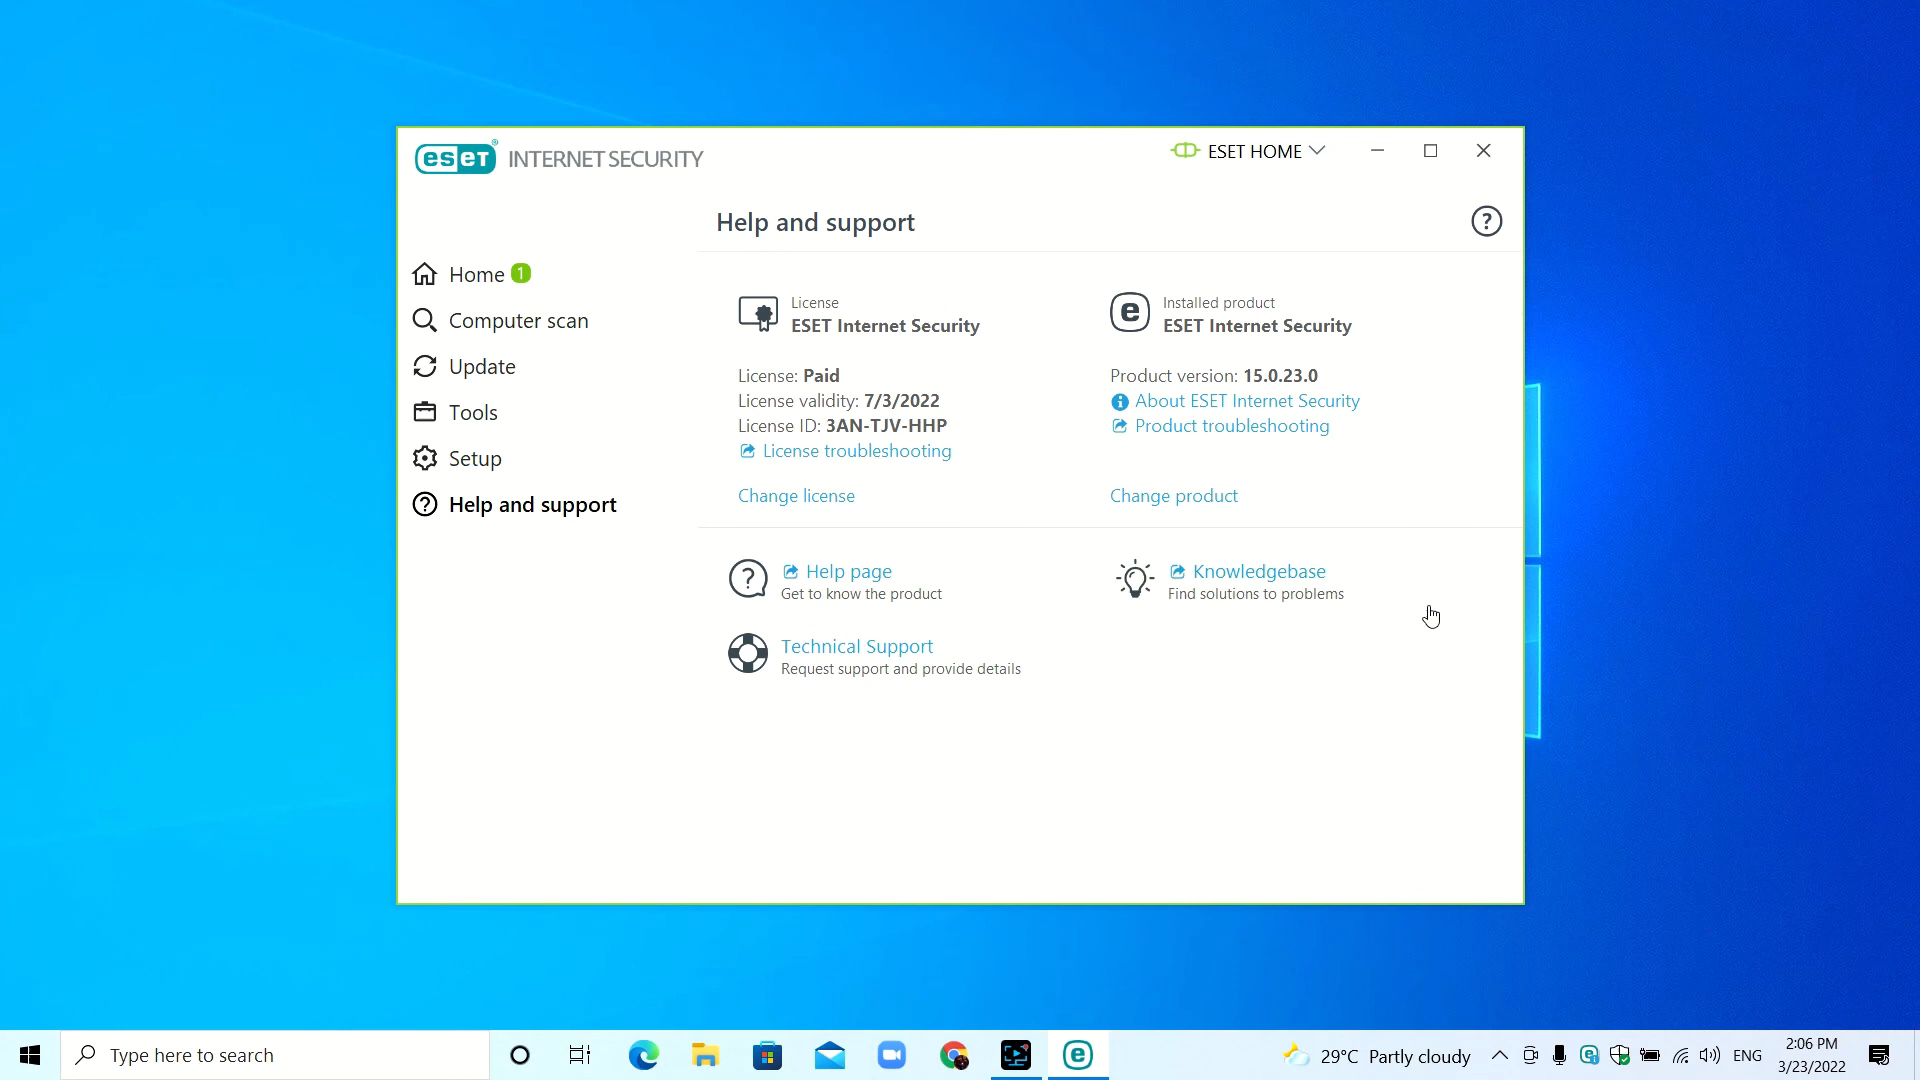 eseT® INTERNET SECURITY
ESET HOME
Help and support
?
Home 1
Computer scan
Update
Tools
Setup
? Help and support
License
ESET Internet Security
License: Paid
License validity: 7/3/2022
License ID: 3AN-TJV-HHP
License troubleshooting
Change license
e
Installed product
ESET Internet Security
Product version: 15.0.23.0
i About ESET Internet Security
Product troubleshooting
Change product
? Help page
Get to know the product
Knowledgebase
Find solutions to problems
Technical Support
Request support and provide details
Type here to search
e
29°C Partly cloudy
ENG
2:06 PM
3/23/2022